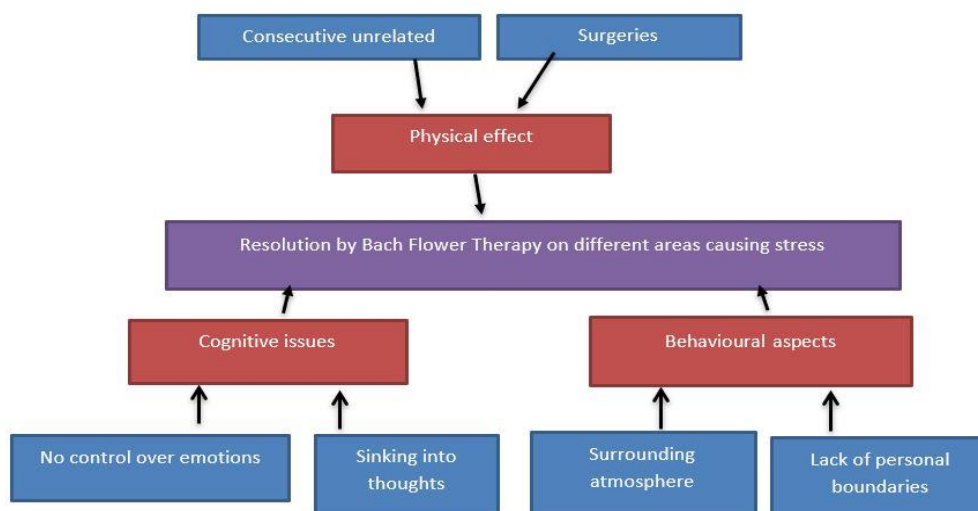 Consecutive unrelated
Surgeries
Physical effect
Resolution by Bach Flower Therapy on different areas causing stress
Cognitive issues
Behavioural aspects
No control over emotions
Sinking into
thoughts
Surrounding
atmosphere
Lack of personal
boundaries